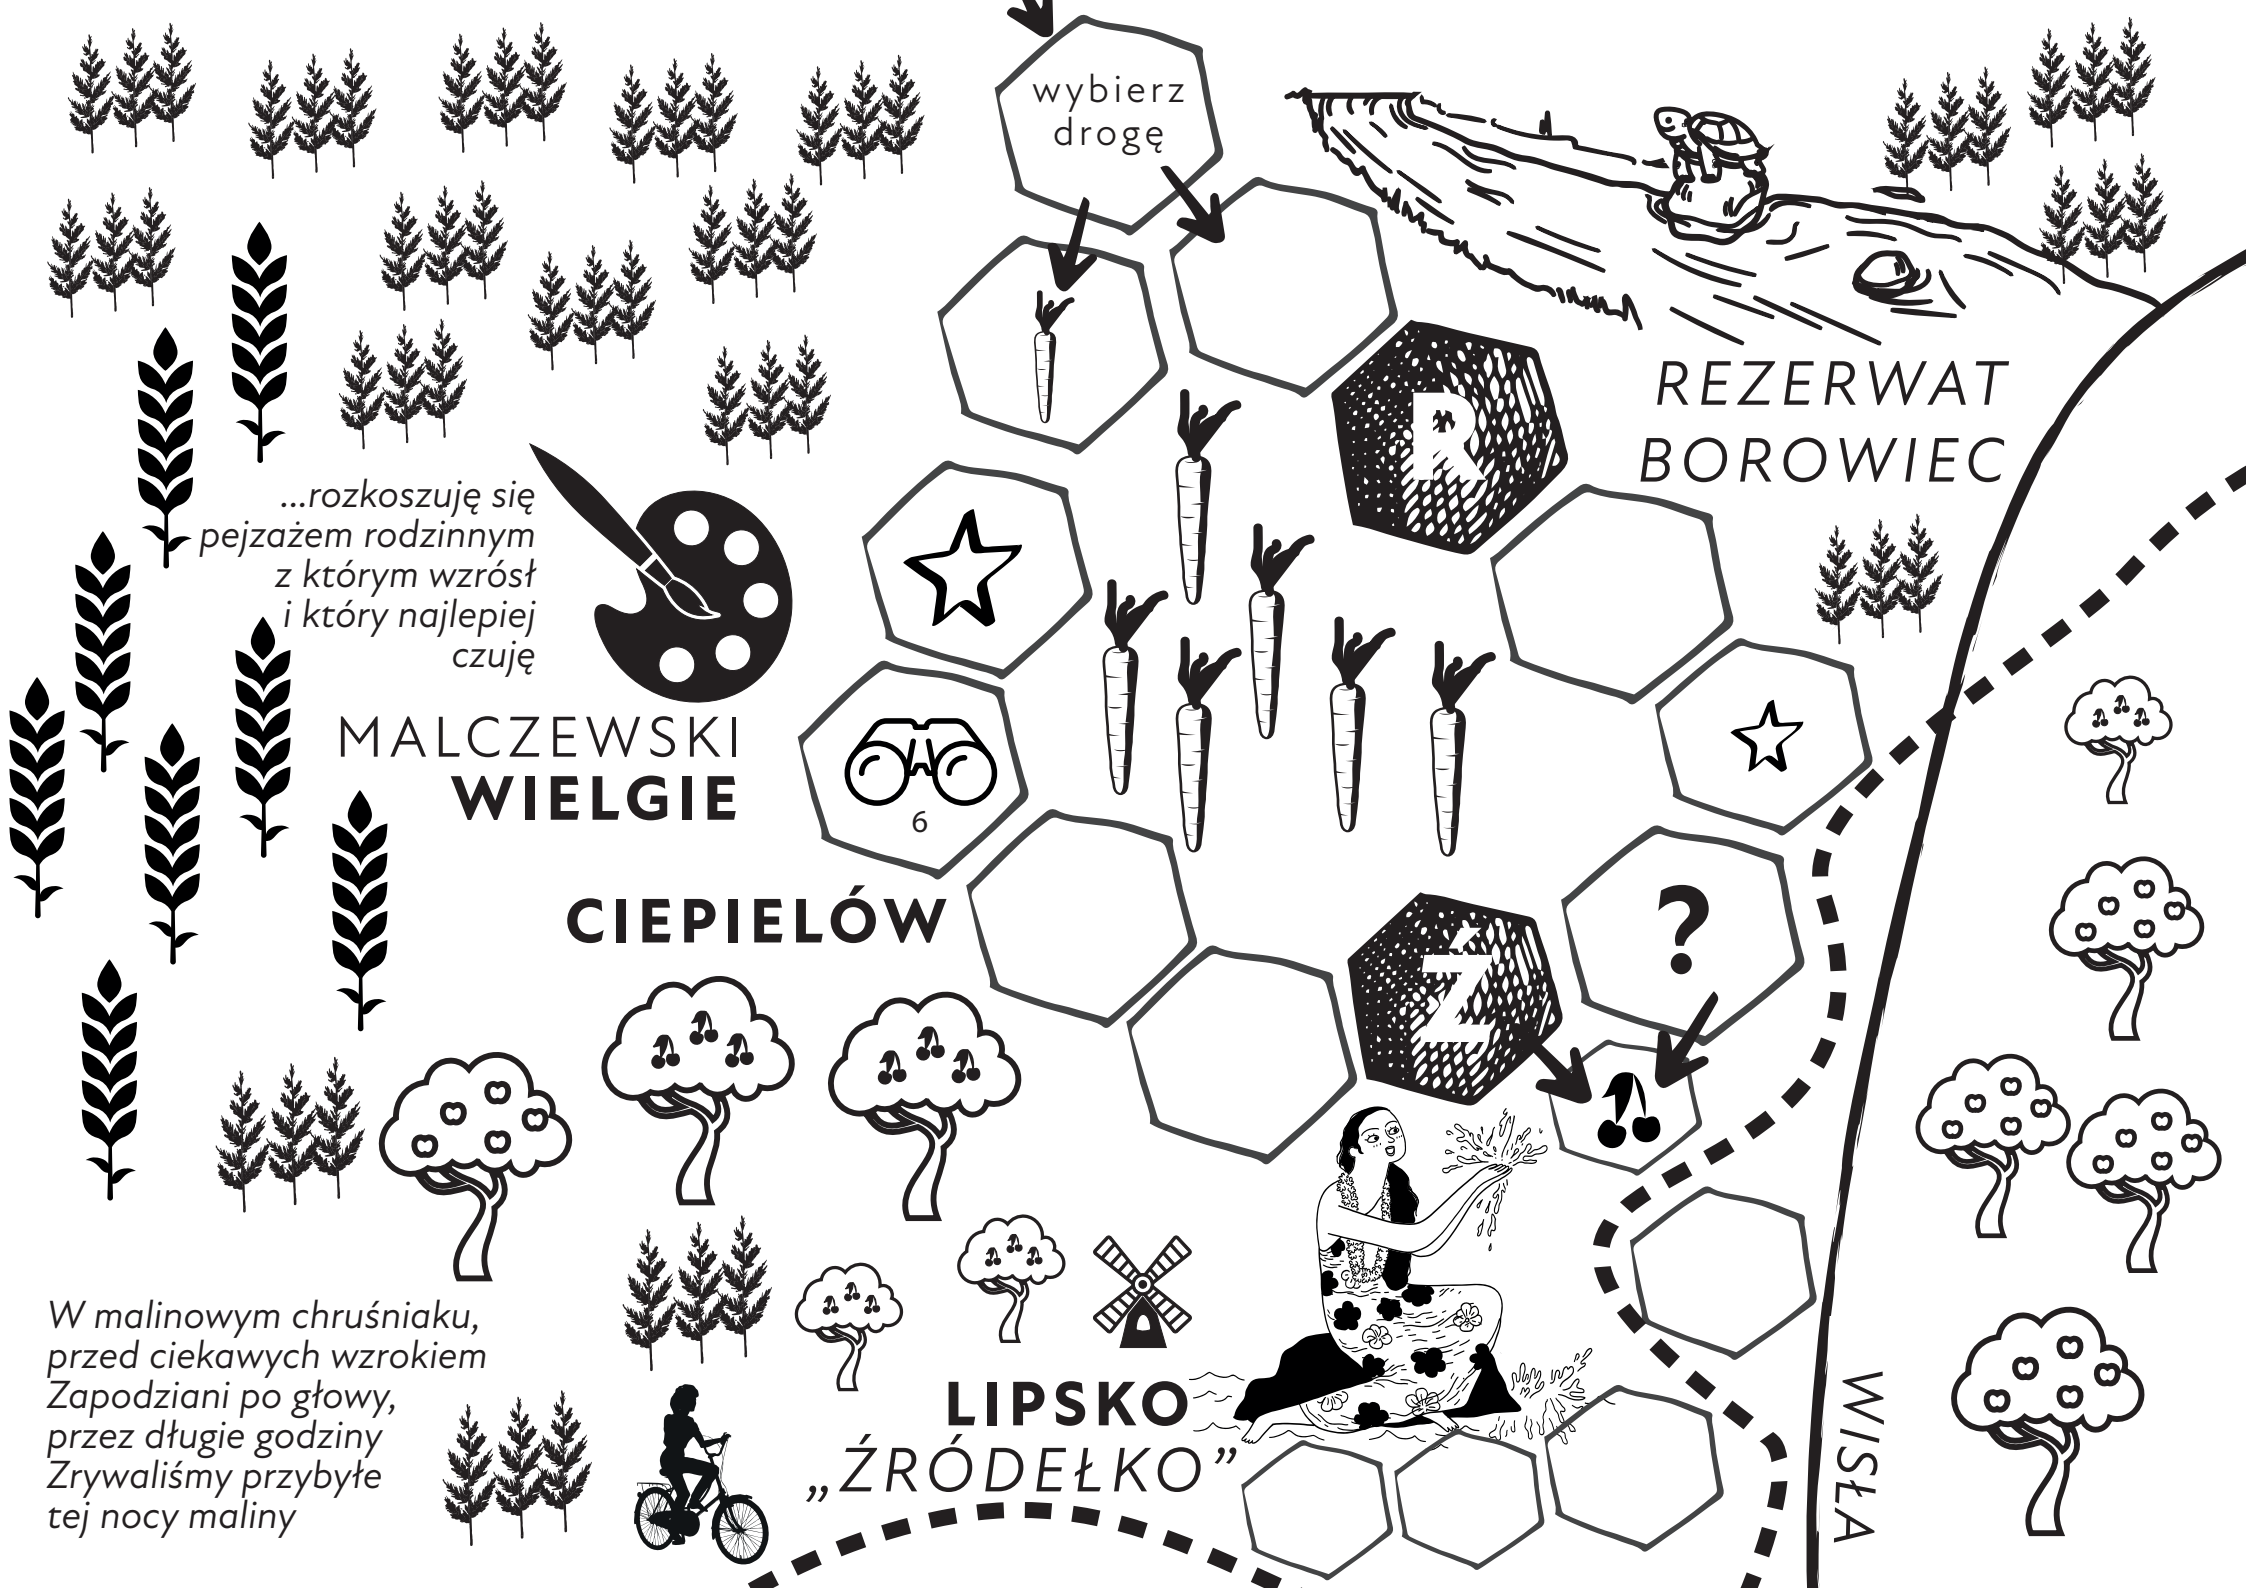 wybierz
drogę
R
REZERWAT
BOROWIEC
...rozkoszuję się
pejzażem rodzinnym
z którym wzrósł
i który najlepiej
czuję
MALCZEWSKI
WIELGIE
6
CIEPIELÓW
?
Ź
W malinowym chruśniaku,
przed ciekawych wzrokiem
Zapodziani po głowy,
przez długie godziny
Zrywaliśmy przybyłe
tej nocy maliny
LIPSKO
„ŹRÓDEŁKO”
WISŁA